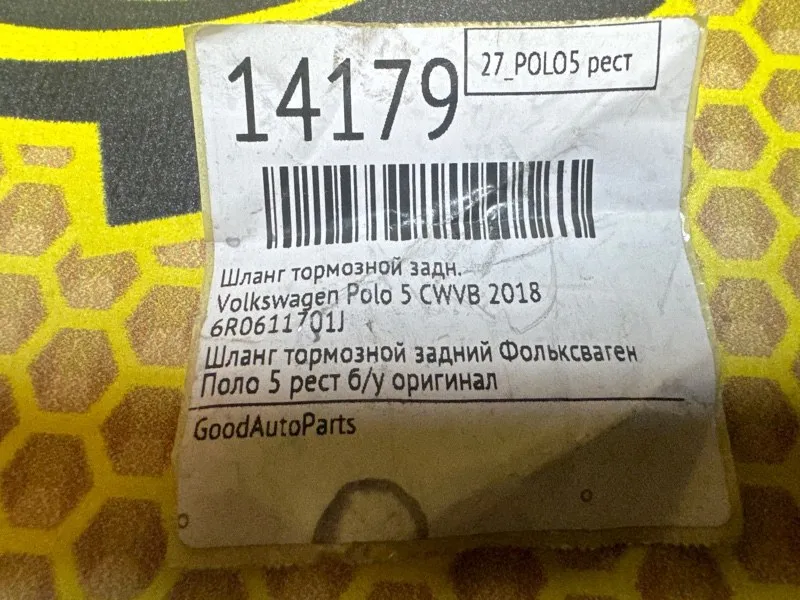 14179
27_POLO5 рест
Шланг тормозной задн.
Volkswagen Polo 5 CWVB 2018
6R0611701J
Шланг тормозной задний Фольксваген
Поло 5 рест б/у оригинал
GoodAutoParts